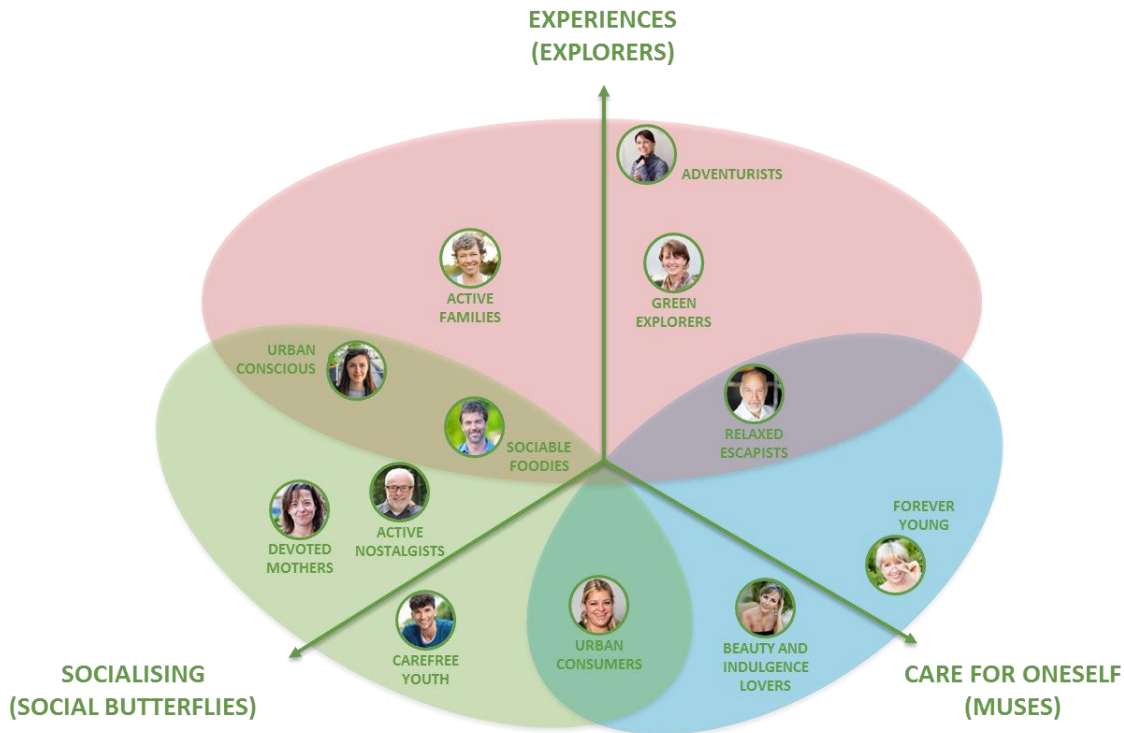 EXPERIENCES
(EXPLORERS)
ADVENTURISTS
ACTIVE
FAMILIES
GREEN
EXPLORERS
URBAN
CONSCIOUS
SOCIABLE
FOODIES
RELAXED
ESCAPISTS
DEVOTED
MOTHERS
ACTIVE
NOSTALGISTS
FOREVER
YOUNG
CAREFREE
YOUTH
URBAN
CONSUMERS
BEAUTY AND
INDULGENCE
LOVERS
SOCIALISING
(SOCIAL BUTTERFLIES)
CARE FOR ONESELF
(MUSES)